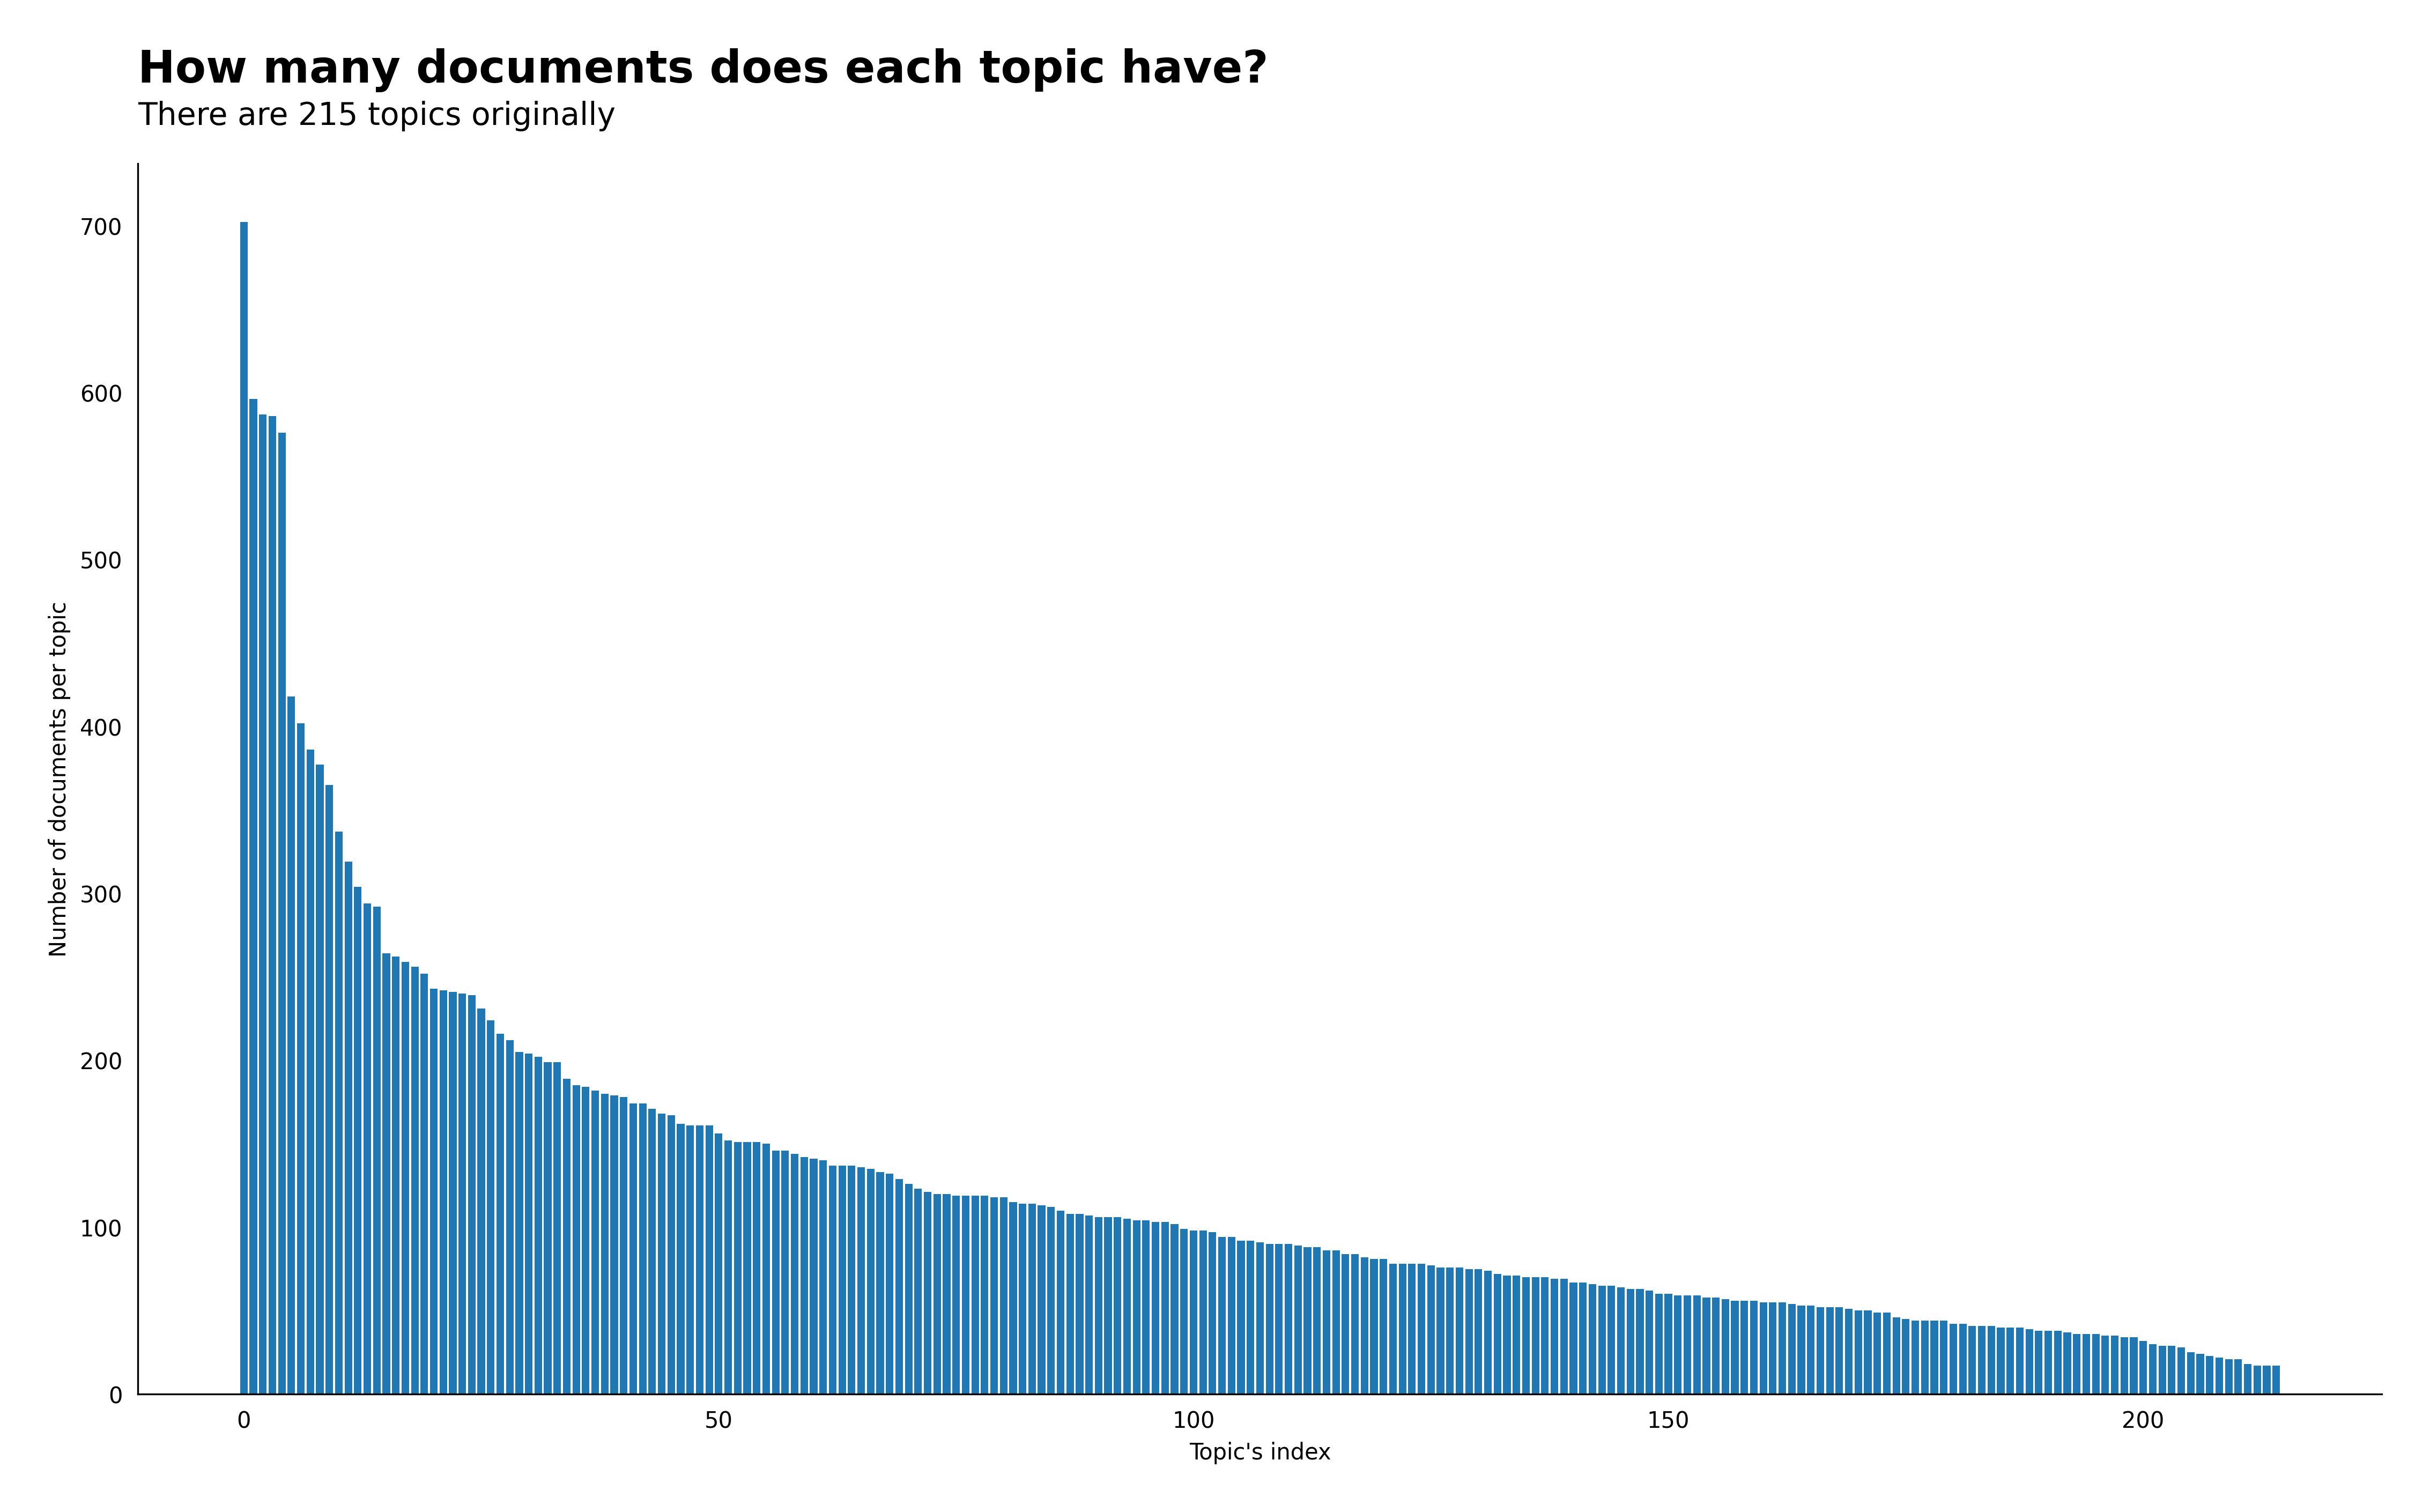 How many documents does each topic have?
There are 215 topics originally
700
600
500
400
300
200
100
0
Number of documents per topic
0 50 100 150 200
Topic's index